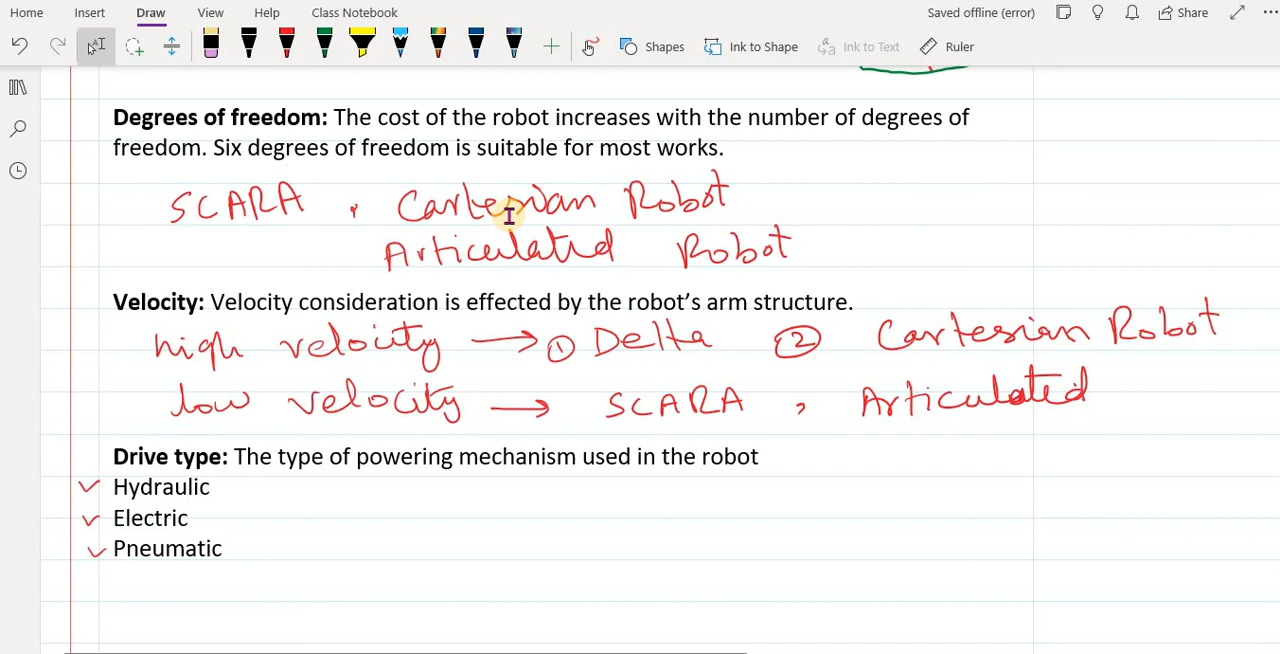 Home Insert Draw View Help Class Notebook Saved offline (error) Share
Shapes Ink to Shape Ink to Text Ruler
Degrees of freedom: The cost of the robot increases with the number of degrees of
freedom. Six degrees of freedom is suitable for most works.
SCARA , Cartesian Robot
Articulated Robot
Velocity: Velocity consideration is effected by the robot's arm structure.
high velocity → ① Delta ② Cartesian Robot
low velocity → SCARA , Articulated
Drive type: The type of powering mechanism used in the robot
✓ Hydraulic
✓ Electric
✓ Pneumatic